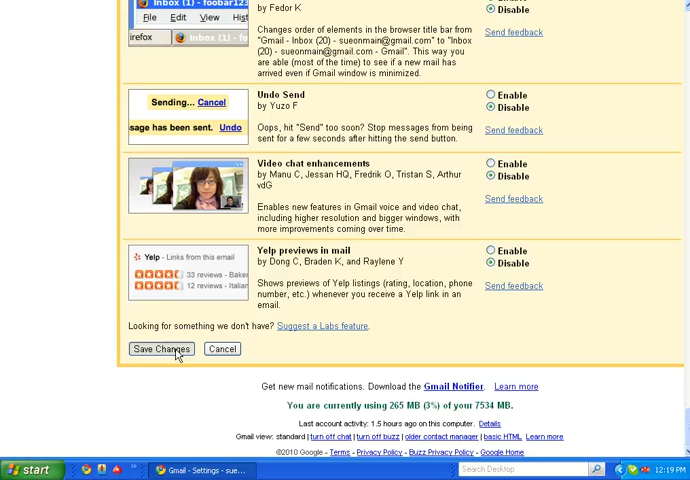 Inbox (1) - foobar123
File Edit View His
irefox Inbox (1) - foob
by Fedor K
Disable
Changes order of elements in the browser title bar from
"Gmail - Inbox (20) - sueonmain@gmail.com" to "Inbox
(20) - sueonmain@gmail.com - Gmail". This way you
are able (most of the time) to see if a new mail has
arrived even if Gmail window is minimized.
Send feedback
Sending... Cancel
ssage has been sent. Undo
Undo Send
by Yuzo F
Oops, hit "Send" too soon? Stop messages from being
sent for a few seconds after hitting the send button.
Enable
Disable
Send feedback
Video chat enhancements
by Manu C, Jessan HQ, Fredrik O, Tristan S, Arthur
vdG
Enables new features in Gmail voice and video chat,
including higher resolution and bigger windows, with
more improvements coming over time.
Enable
Disable
Send feedback
Yelp - Links from this email
33 reviews - Baker
12 reviews - Italian
Yelp previews in mail
by Dong C, Braden K, and Raylene Y
Shows previews of Yelp listings (rating, location, phone
number, etc.) whenever you receive a Yelp link in an
email.
Enable
Disable
Send feedback
Looking for something we don't have? Suggest a Labs feature.
Save Changes Cancel
Get new mail notifications. Download the Gmail Notifier. Learn more
You are currently using 265 MB (3%) of your 7534 MB.
Last account activity: 1.5 hours ago on this computer. Details
Gmail view: standard | turn off chat | turn off buzz | older contact manager | basic HTML Learn more
©2010 Google - Terms - Privacy Policy - Buzz Privacy Policy - Google Home
start
Gmail - Settings - sue...
Search Desktop
12:19 PM